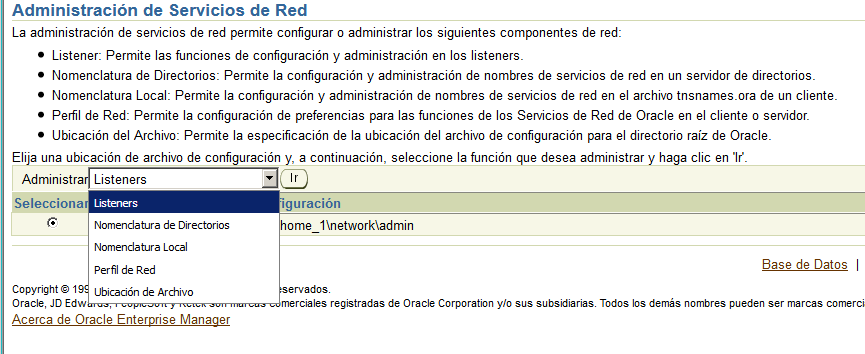 Administración de Servicios de Red
La administración de servicios de red permite configurar o administrar los siguientes componentes de red:
Listener: Permite las funciones de configuración y administración en los listeners.
Nomenclatura de Directorios: Permite la configuración y administración de nombres de servicios de red en un servidor de directorios.
Nomenclatura Local: Permite la configuración y administración de nombres de servicios de red en el archivo tnsnames.ora de un cliente.
Perfil de Red: Permite la configuración de preferencias para las funciones de los Servicios de Red de Oracle en el cliente o servidor.
Ubicación del Archivo: Permite la especificación de la ubicación del archivo de configuración para el directorio raíz de Oracle.
Elija una ubicación de archivo de configuración y, a continuación, seleccione la función que desea administrar y haga clic en 'Ir'.
Administrar Listeners Ir
Seleccionar figuración
Listeners
Nomenclatura de Directorios
home_1\network\admin
Nomenclatura Local
Perfil de Red
Ubicación de Archivo
Base de Datos |
Copyright © 199 servados.
Oracle, JD Edwards, PeopleSoft y Retek son marcas comerciales registradas de Oracle Corporation y/o sus subsidiarias. Todos los demás nombres pueden ser marcas comerci
Acerca de Oracle Enterprise Manager